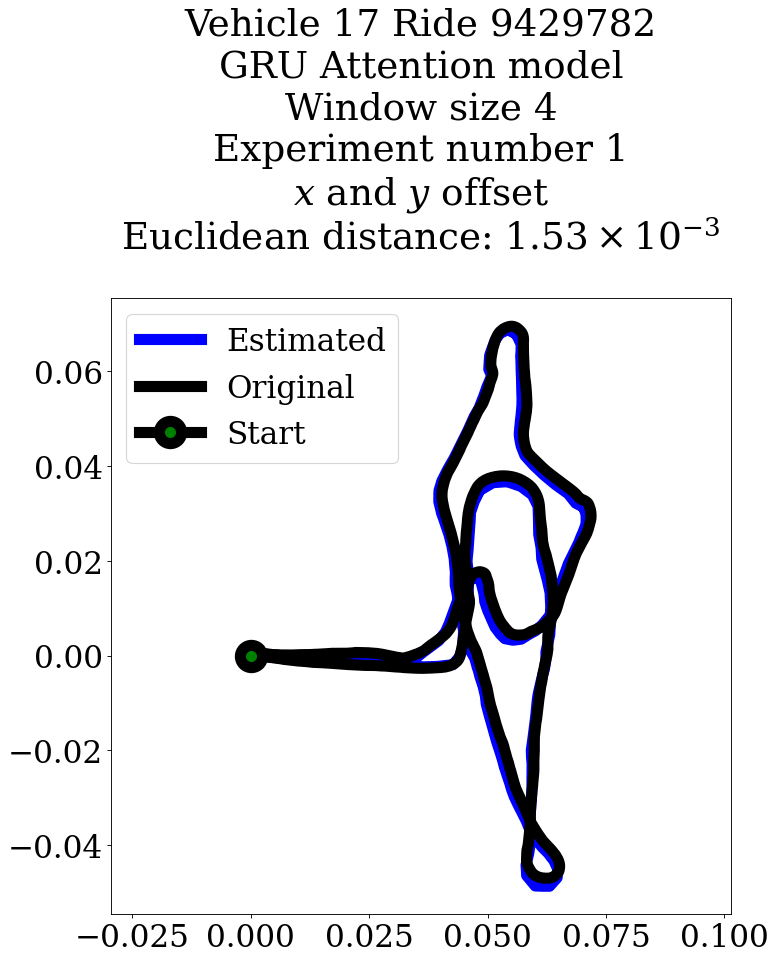 Vehicle 17 Ride 9429782
GRU Attention model
Window size 4
Experiment number 1
x and y offset
Euclidean distance: 1.53 × 10⁻³
Estimated
Original
Start
0.06
0.04
0.02
0.00
−0.02
−0.04
−0.025 0.000 0.025 0.050 0.075 0.100